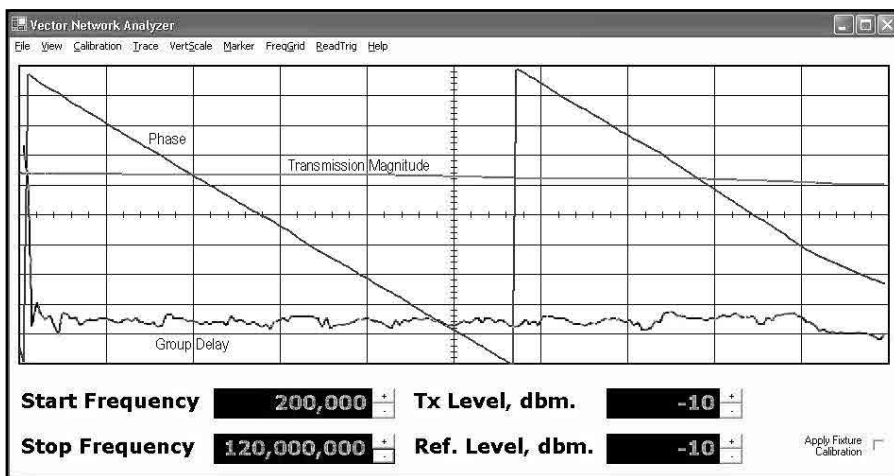 Vector Network Analyzer
File View Calibration Trace VertScale Marker FreqGrid ReadTrig Help
Phase
Transmission Magnitude
Group Delay
Start Frequency 200,000 + - Tx Level, dbm. -10 + -
Stop Frequency 120,000,000 + - Ref. Level, dbm. -10 + -
Apply Fixture
Calibration